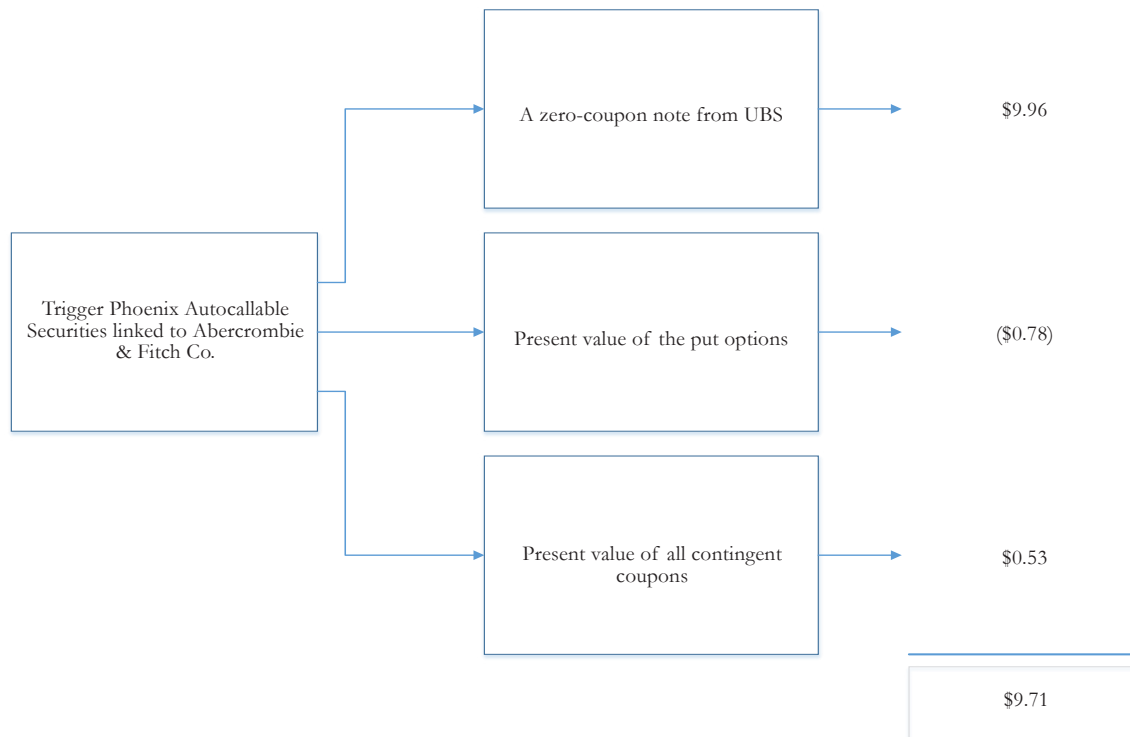 A zero-coupon note from UBS
$9.96
Trigger Phoenix Autocallable
Securities linked to Abercrombie
& Fitch Co.
Present value of the put options
($0.78)
Present value of all contingent
coupons
$0.53
$9.71